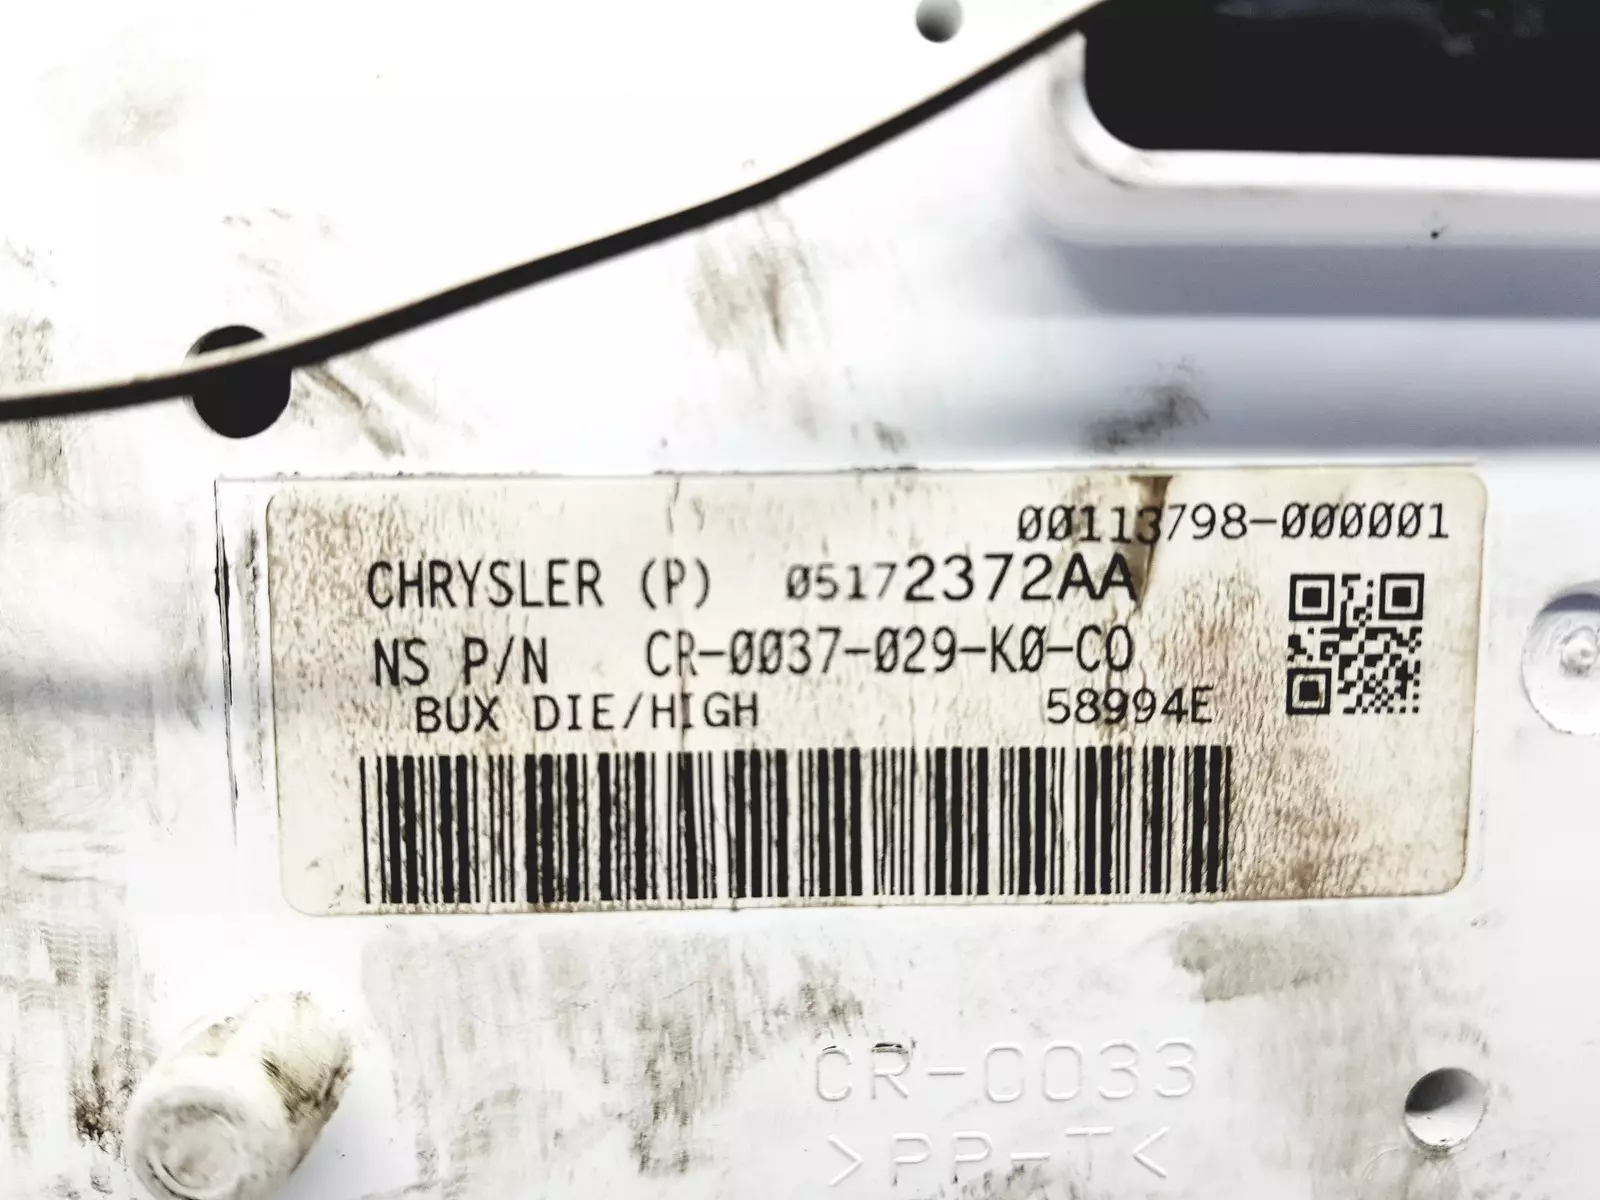 00113798-000001
CHRYSLER (P) 05172372AA
NS P/N CR-0037-029-K0-C0
BUX DIE/HIGH 58994E
CR-C033
>PP-T<